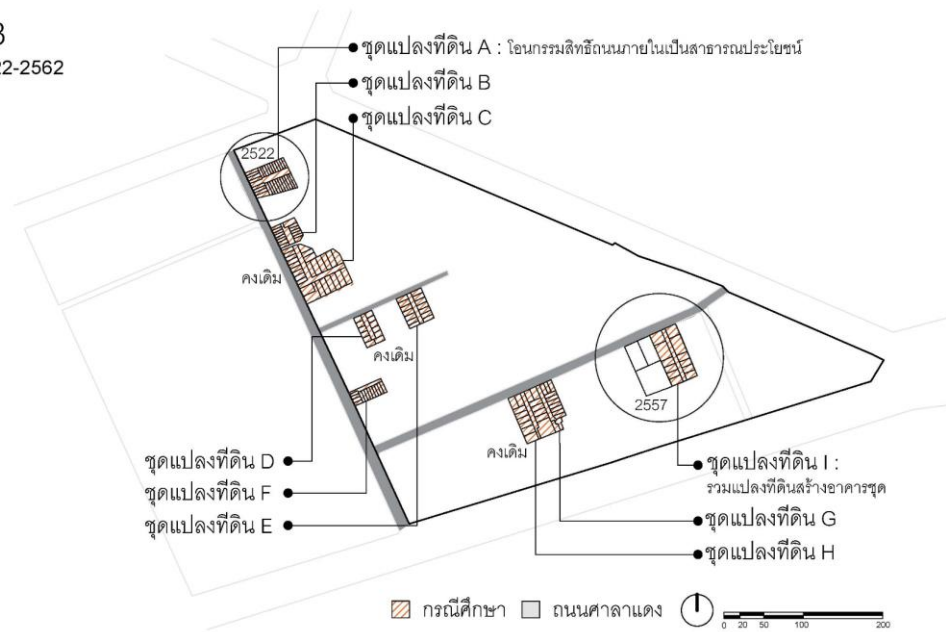 3
22-2562
ชุดแปลงที่ดิน A : โอนกรรมสิทธิ์ถนนภายในเป็นสาธารณประโยชน์
ชุดแปลงที่ดิน B
ชุดแปลงที่ดิน C
2522
คงเดิม
คงเดิม
2557
คงเดิม
ชุดแปลงที่ดิน D
ชุดแปลงที่ดิน F
ชุดแปลงที่ดิน E
ชุดแปลงที่ดิน I :
รวมแปลงที่ดินสร้างอาคารชุด
ชุดแปลงที่ดิน G
ชุดแปลงที่ดิน H
กรณีศึกษา ถนนศาลาแดง
0 20 50 100 200